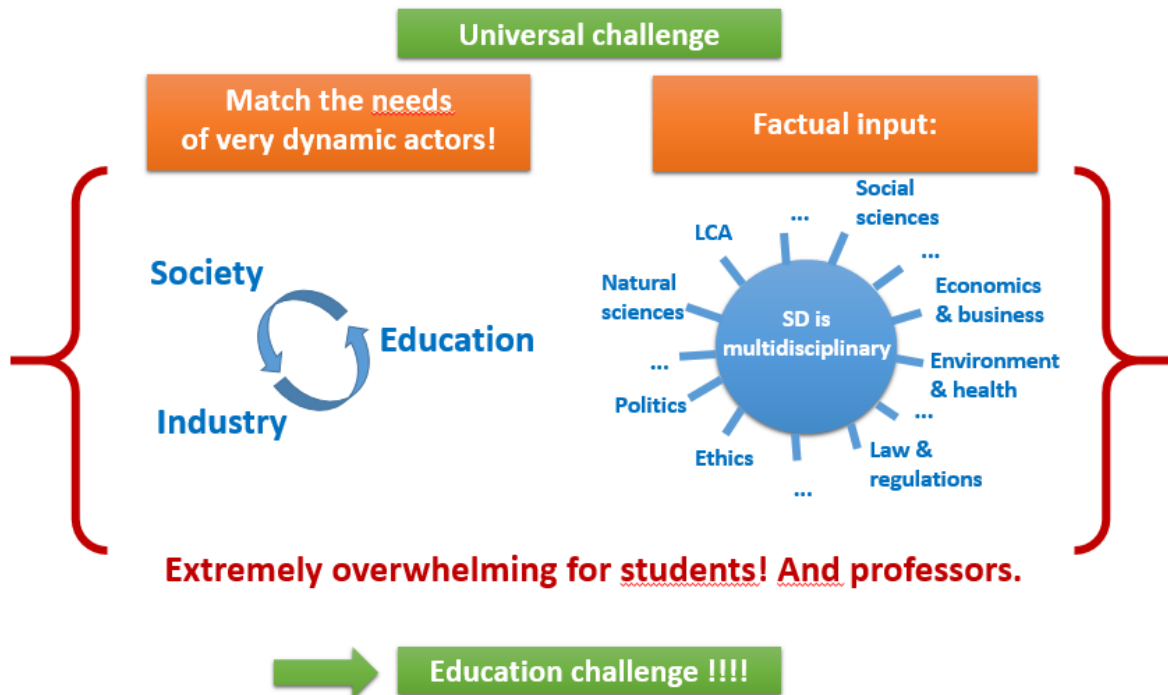 Universal challenge
Match the needs
of very dynamic actors!
Factual input:
Society
Education
Industry
...
Social
sciences
LCA
...
Natural
sciences
Economics
& business
SD is
multidisciplinary
...
Environment
& health
Politics
...
Ethics
Law &
regulations
...
Extremely overwhelming for students! And professors.
Education challenge !!!!